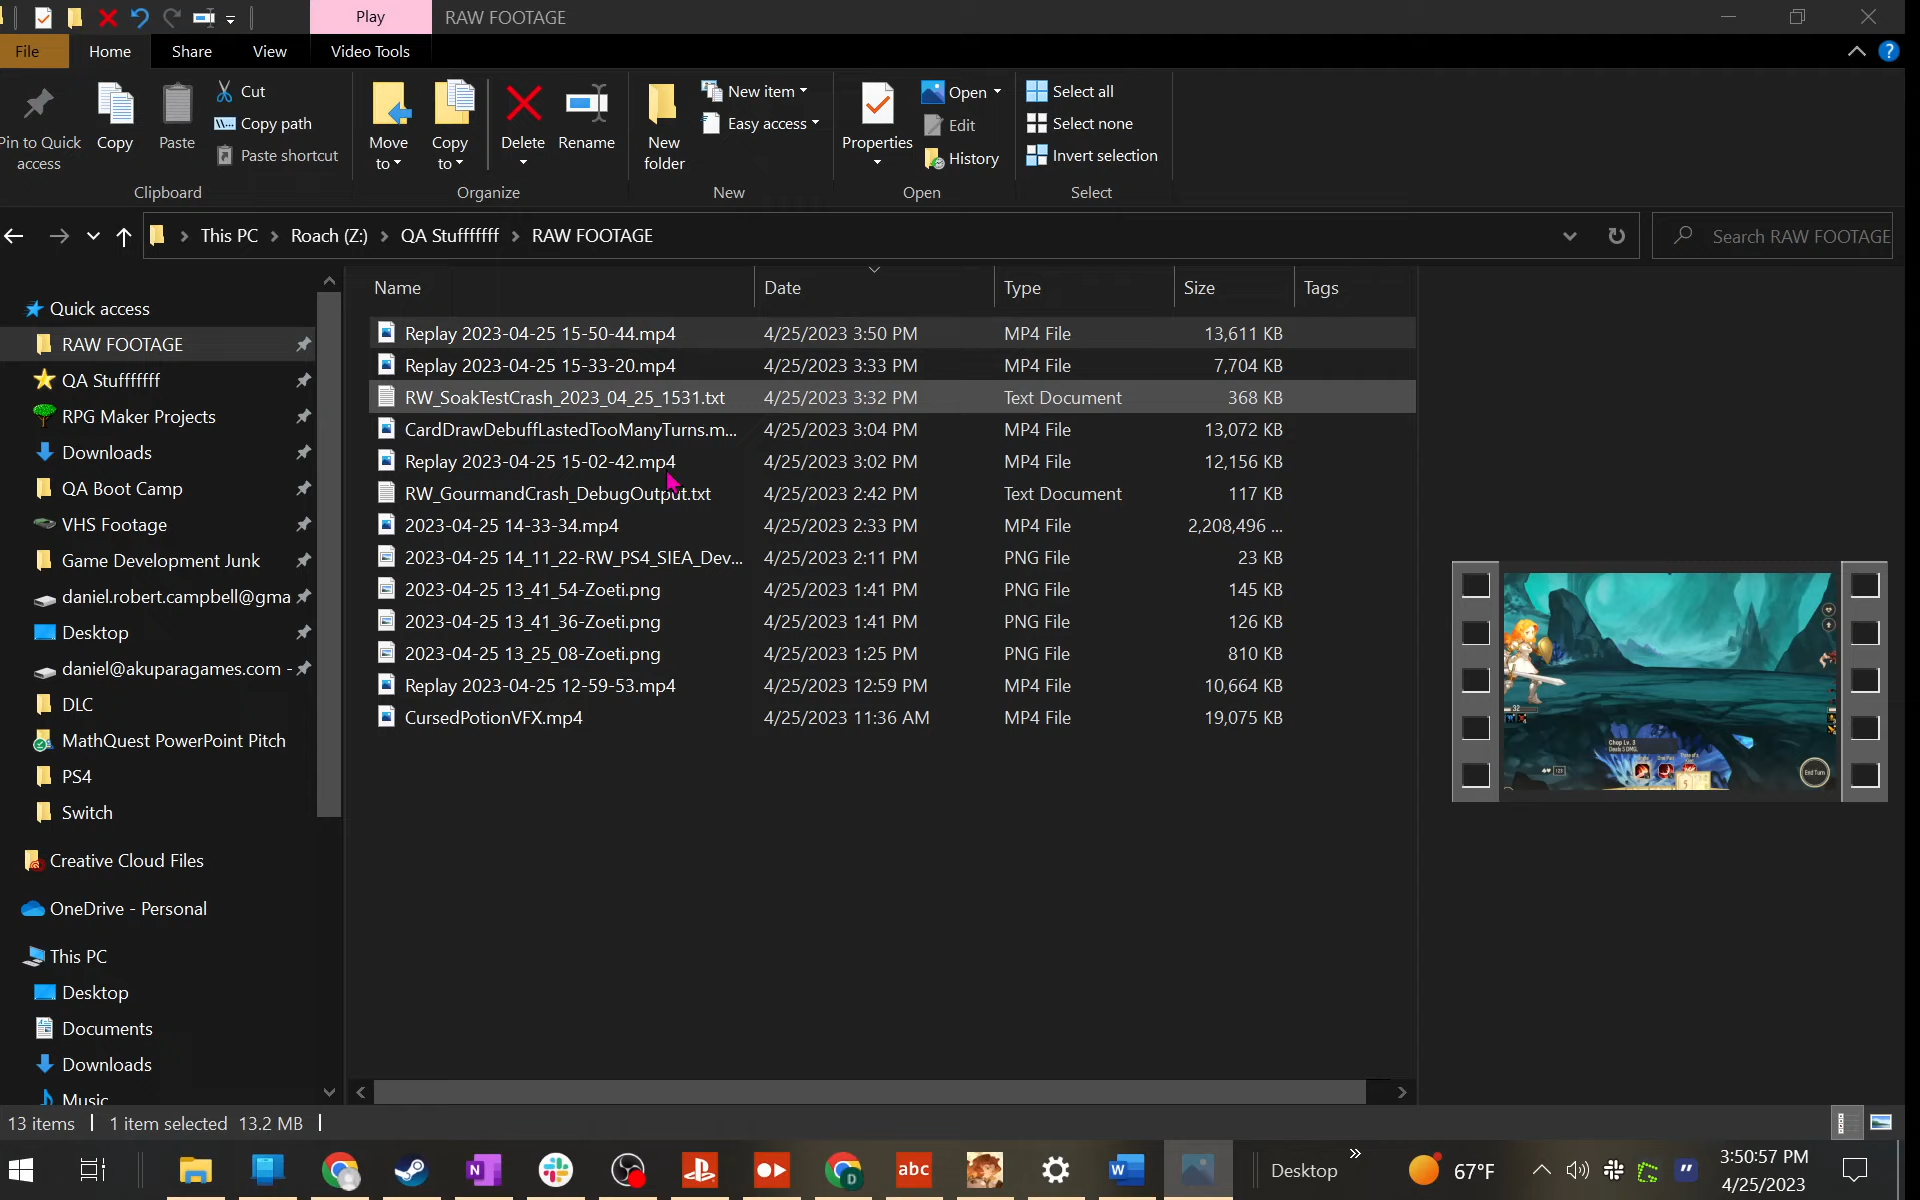 Play RAW FOOTAGE
File Home Share View Video Tools
Pin to Quick access
Copy
Paste
Cut
Copy path
Paste shortcut
Clipboard
Move to
Copy to
Delete
Rename
Organize
New folder
New item
Easy access
New
Properties
Open
Edit
History
Open
Select all
Select none
Invert selection
Select
This PC > Roach (Z:) > QA Stufffffff > RAW FOOTAGE
Search RAW FOOTAGE
Quick access
RAW FOOTAGE
QA Stufffffff
RPG Maker Projects
Downloads
QA Boot Camp
VHS Footage
Game Development Junk
daniel.robert.campbell@gma
Desktop
daniel@akuparagames.com -
DLC
MathQuest PowerPoint Pitch
PS4
Switch
Creative Cloud Files
OneDrive - Personal
This PC
Desktop
Documents
Downloads
Music
Name Date Type Size Tags
Replay 2023-04-25 15-50-44.mp4 4/25/2023 3:50 PM MP4 File 13,611 KB
Replay 2023-04-25 15-33-20.mp4 4/25/2023 3:33 PM MP4 File 7,704 KB
RW_SoakTestCrash_2023_04_25_1531.txt 4/25/2023 3:32 PM Text Document 368 KB
CardDrawDebuffLastedTooManyTurns.m... 4/25/2023 3:04 PM MP4 File 13,072 KB
Replay 2023-04-25 15-02-42.mp4 4/25/2023 3:02 PM MP4 File 12,156 KB
RW_GourmandCrash_DebugOutput.txt 4/25/2023 2:42 PM Text Document 117 KB
2023-04-25 14-33-34.mp4 4/25/2023 2:33 PM MP4 File 2,208,496 ...
2023-04-25 14_11_22-RW_PS4_SIEA_Dev... 4/25/2023 2:11 PM PNG File 23 KB
2023-04-25 13_41_54-Zoeti.png 4/25/2023 1:41 PM PNG File 145 KB
2023-04-25 13_41_36-Zoeti.png 4/25/2023 1:41 PM PNG File 126 KB
2023-04-25 13_25_08-Zoeti.png 4/25/2023 1:25 PM PNG File 810 KB
Replay 2023-04-25 12-59-53.mp4 4/25/2023 12:59 PM MP4 File 10,664 KB
CursedPotionVFX.mp4 4/25/2023 11:36 AM MP4 File 19,075 KB
32
Chop Lv. 3
End Turn
13 items 1 item selected 13.2 MB
abc
Desktop
67°F
3:50:57 PM
4/25/2023